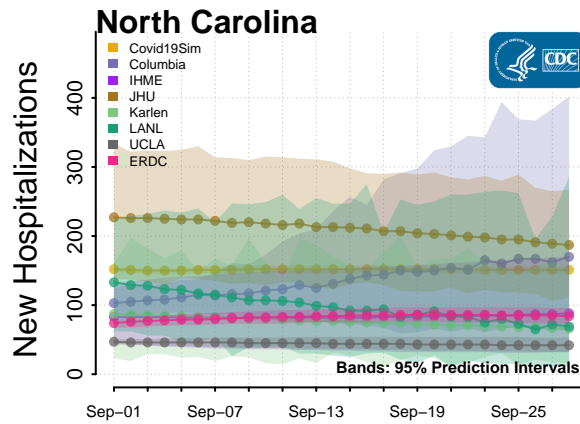 North Carolina
Covid19Sim
Columbia
IHME
JHU
Karlen
LANL
UCLA
ERDC
CDC
New Hospitalizations
400
300
200
100
0
Bands: 95% Prediction Intervals
Sep−01 Sep−07 Sep−13 Sep−19 Sep−25